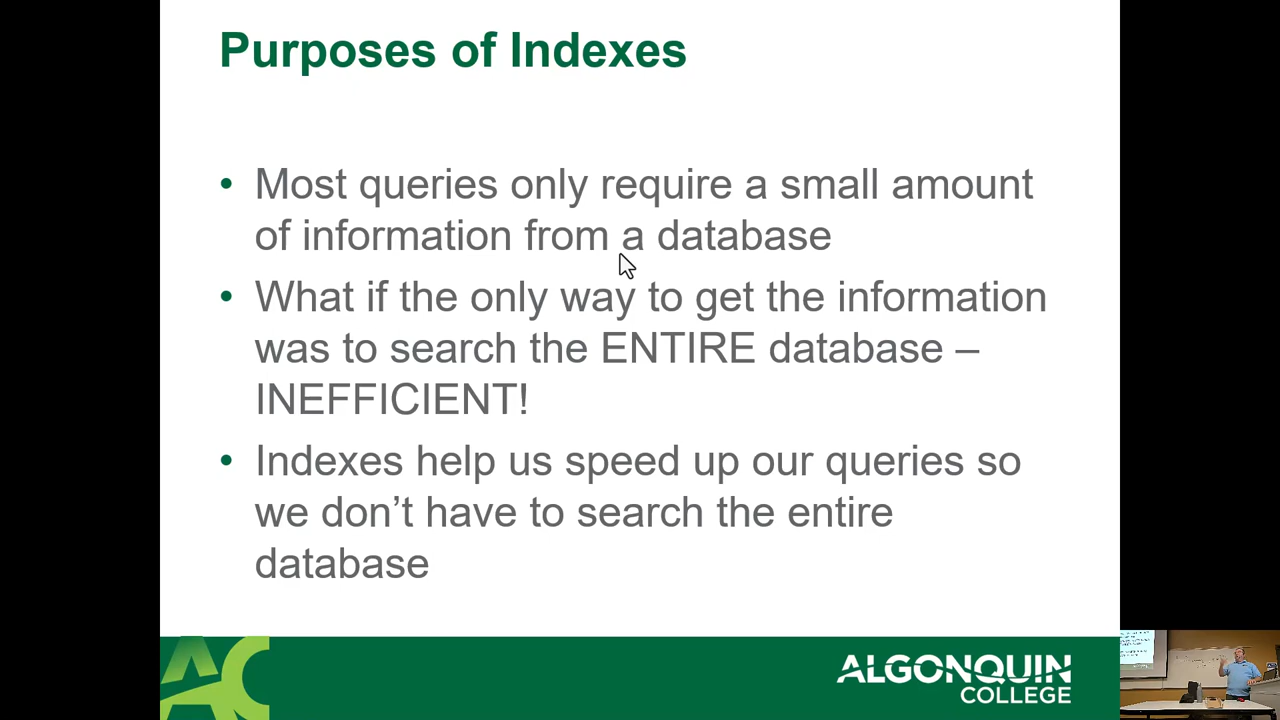 Purposes of Indexes
• Most queries only require a small amount
of information from a database
• What if the only way to get the information
was to search the ENTIRE database –
INEFFICIENT!
• Indexes help us speed up our queries so
we don’t have to search the entire
database
AC
ALGONQUIN
COLLEGE